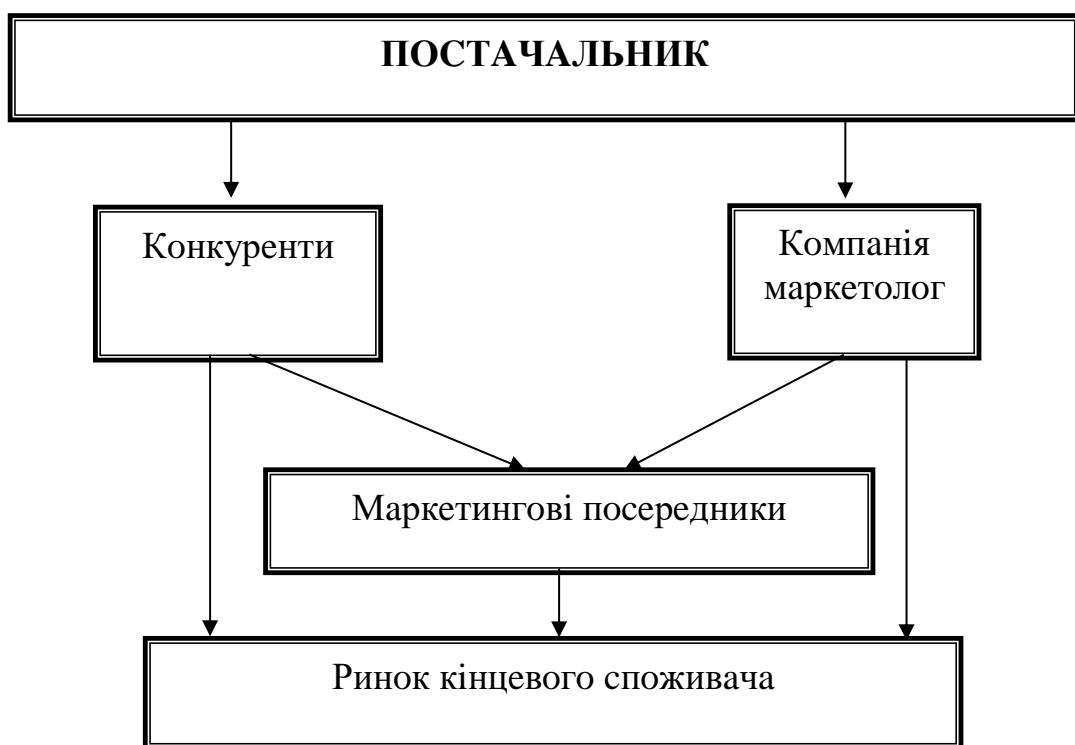 ПОСТАЧАЛЬНИК
Конкуренти
Компанія
маркетолог
Маркетингові посередники
Ринок кінцевого споживача